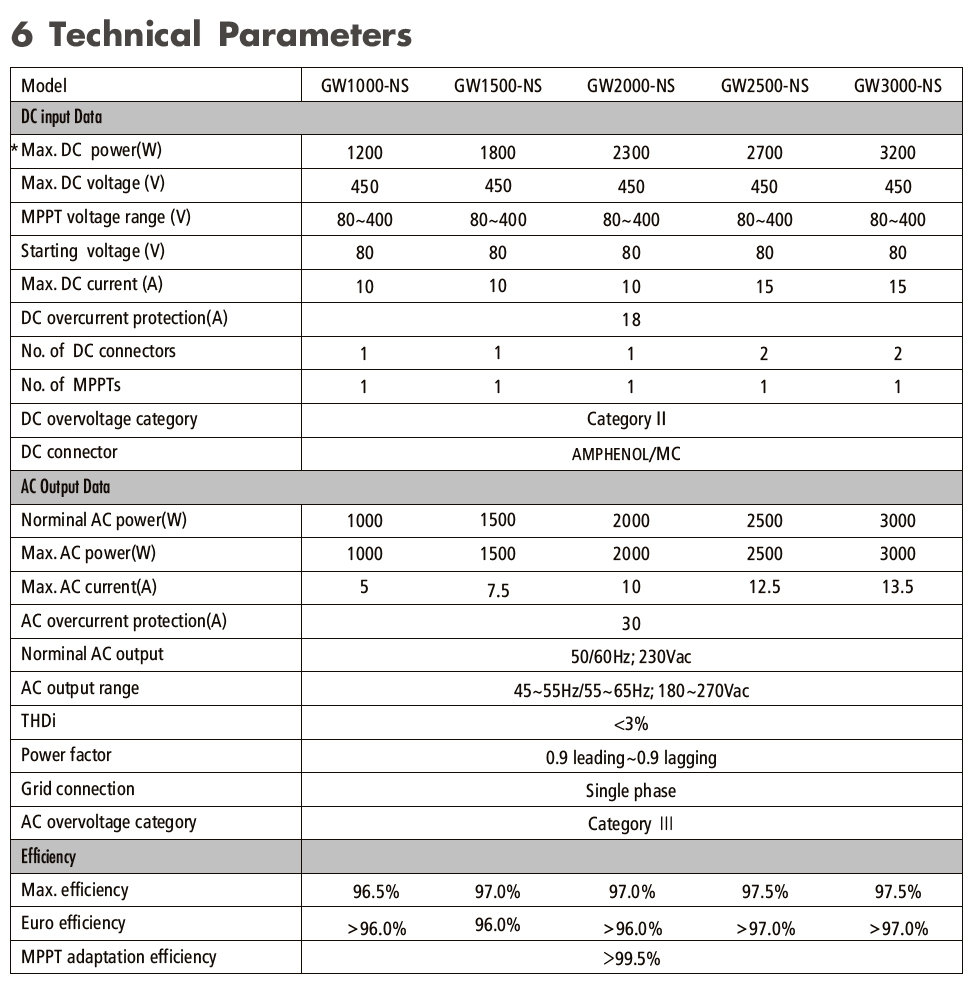 6 Technical Parameters
Model GW1000-NS GW1500-NS GW2000-NS GW2500-NS GW3000-NS
DC input Data
*Max. DC power(W) 1200 1800 2300 2700 3200
Max. DC voltage (V) 450 450 450 450 450
MPPT voltage range (V) 80~400 80~400 80~400 80~400 80~400
Starting voltage (V) 80 80 80 80 80
Max. DC current (A) 10 10 10 15 15
DC overcurrent protection(A) 18
No. of DC connectors 1 1 1 2 2
No. of MPPTs 1 1 1 1 1
DC overvoltage category Category II
DC connector AMPHENOL/MC
AC Output Data
Norminal AC power(W) 1000 1500 2000 2500 3000
Max. AC power(W) 1000 1500 2000 2500 3000
Max. AC current(A) 5 7.5 10 12.5 13.5
AC overcurrent protection(A) 30
Norminal AC output 50/60Hz; 230Vac
AC output range 45~55Hz/55~65Hz; 180~270Vac
THDi <3%
Power factor 0.9 leading~0.9 lagging
Grid connection Single phase
AC overvoltage category Category III
Efficiency
Max. efficiency 96.5% 97.0% 97.0% 97.5% 97.5%
Euro efficiency >96.0% 96.0% >96.0% >97.0% >97.0%
MPPT adaptation efficiency >99.5%